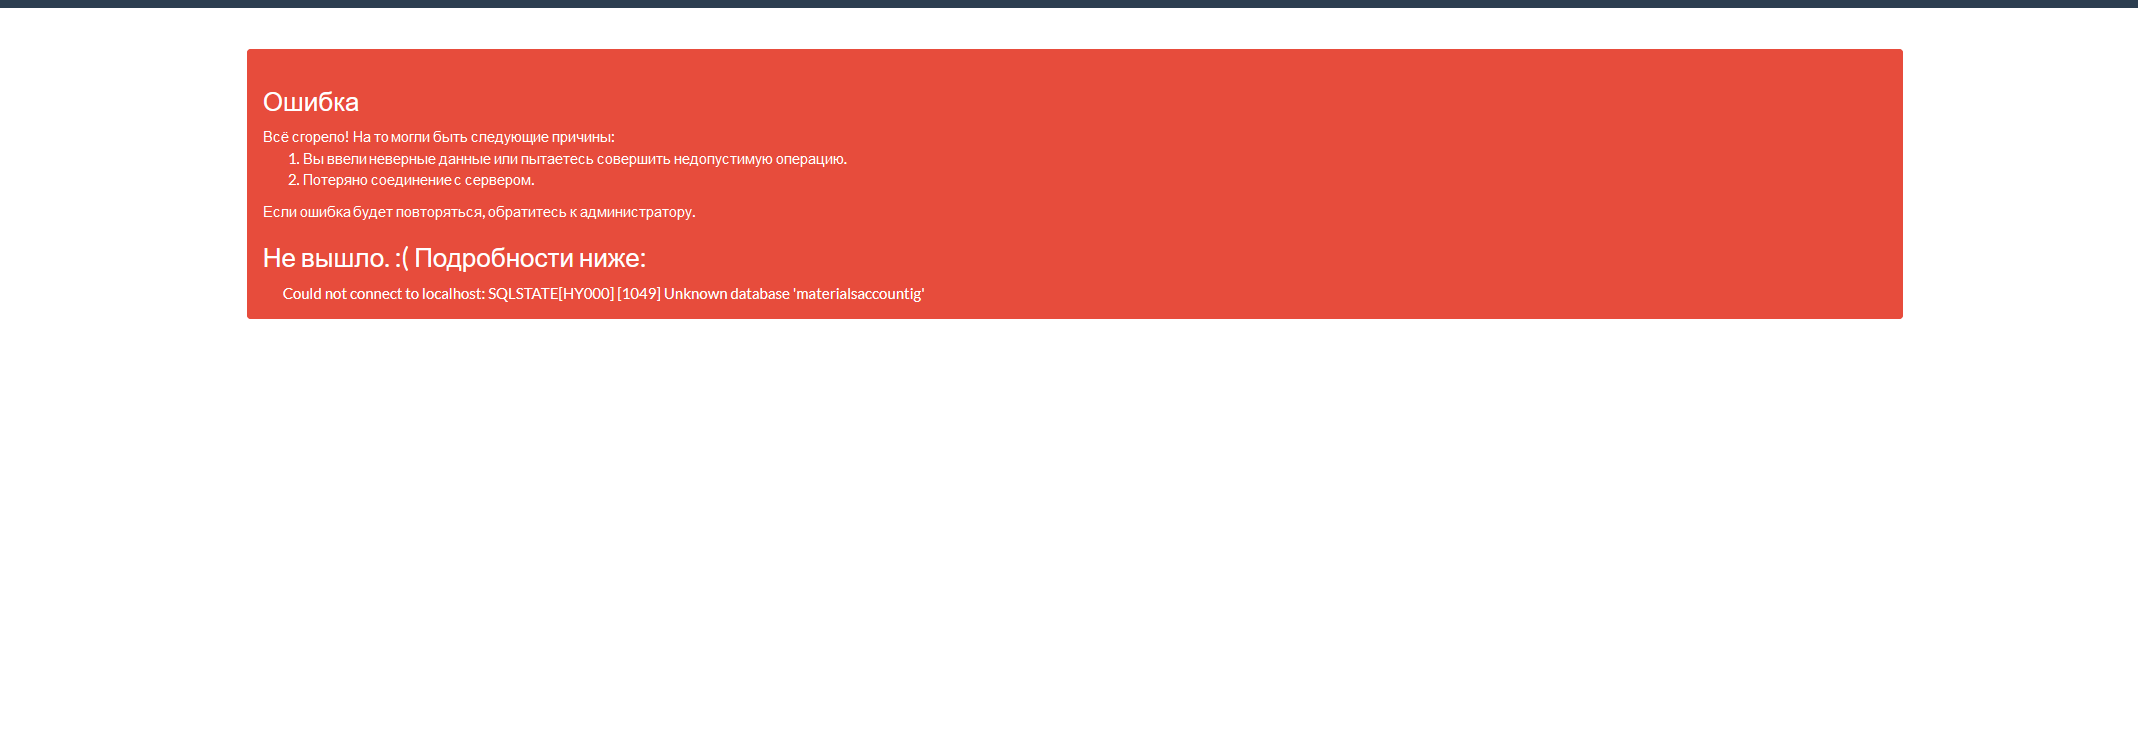 Ошибка
Всё сгорело! На то могли быть следующие причины:
1. Вы ввели неверные данные или пытаетесь совершить недопустимую операцию.
2. Потеряно соединение с сервером.
Если ошибка будет повторяться, обратитесь к администратору.
Не вышло. :( Подробности ниже:
Could not connect to localhost: SQLSTATE[HY000] [1049] Unknown database 'materialsaccountig'